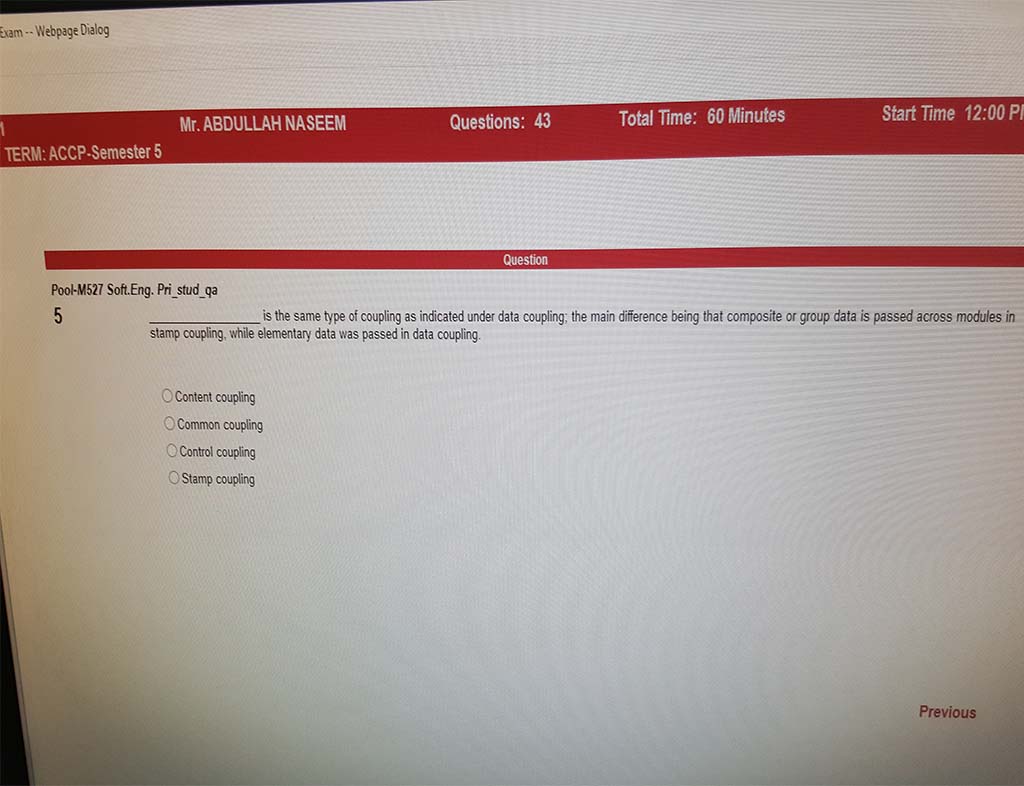 Exam -- Webpage Dialog
Mr. ABDULLAH NASEEM Questions: 43 Total Time: 60 Minutes Start Time 12:00
TERM: ACCP-Semester 5
Question
Pool-M527 Soft.Eng. Pri_stud_qa
5 ________________ is the same type of coupling as indicated under data coupling; the main difference being that composite or group data is passed across modules in
stamp coupling, while elementary data was passed in data coupling.
Content coupling
Common coupling
Control coupling
Stamp coupling
Previous